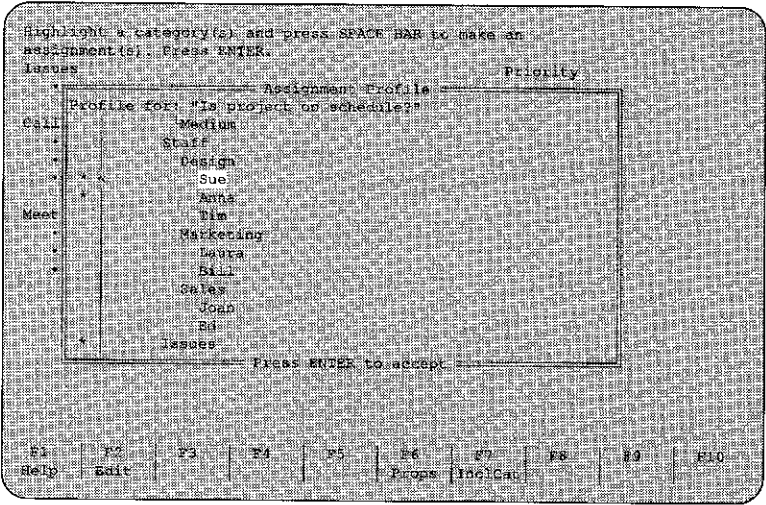 Highlight a category(s) and press SPACE BAR to make an
assignment(s). Press ENTER.
Issues Priority
Assignment Profile
Profile for: "Is project on schedule?"
Call Medium
* Staff
* Design
* * * Sue
* Anna
Meet Tim
* Marketing
* Laura
* Bill
Sales
Joan
Ed
* Issues
Press ENTER to accept
F1 F2 F3 F4 F5 F6 F7 F8 F9 F10
Help Edit Props InclCat